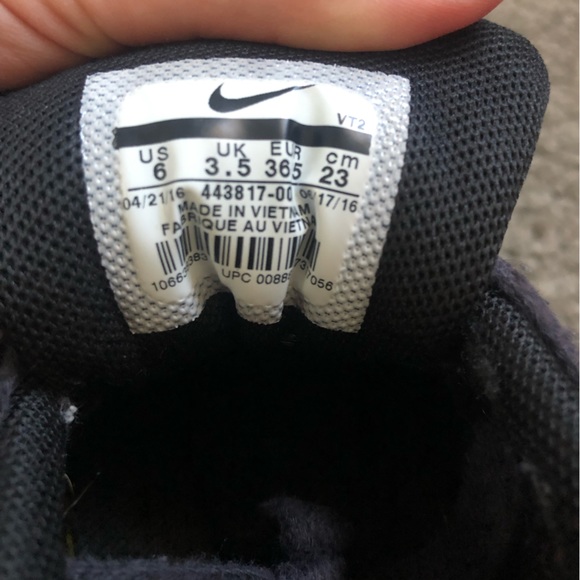 VT2
US UK EUR cm
6 3.5 36.5 23
04/21/16 443817-00 /17/16
MADE IN VIETNAM
FABRIQUE AU VIETNAM
UPC